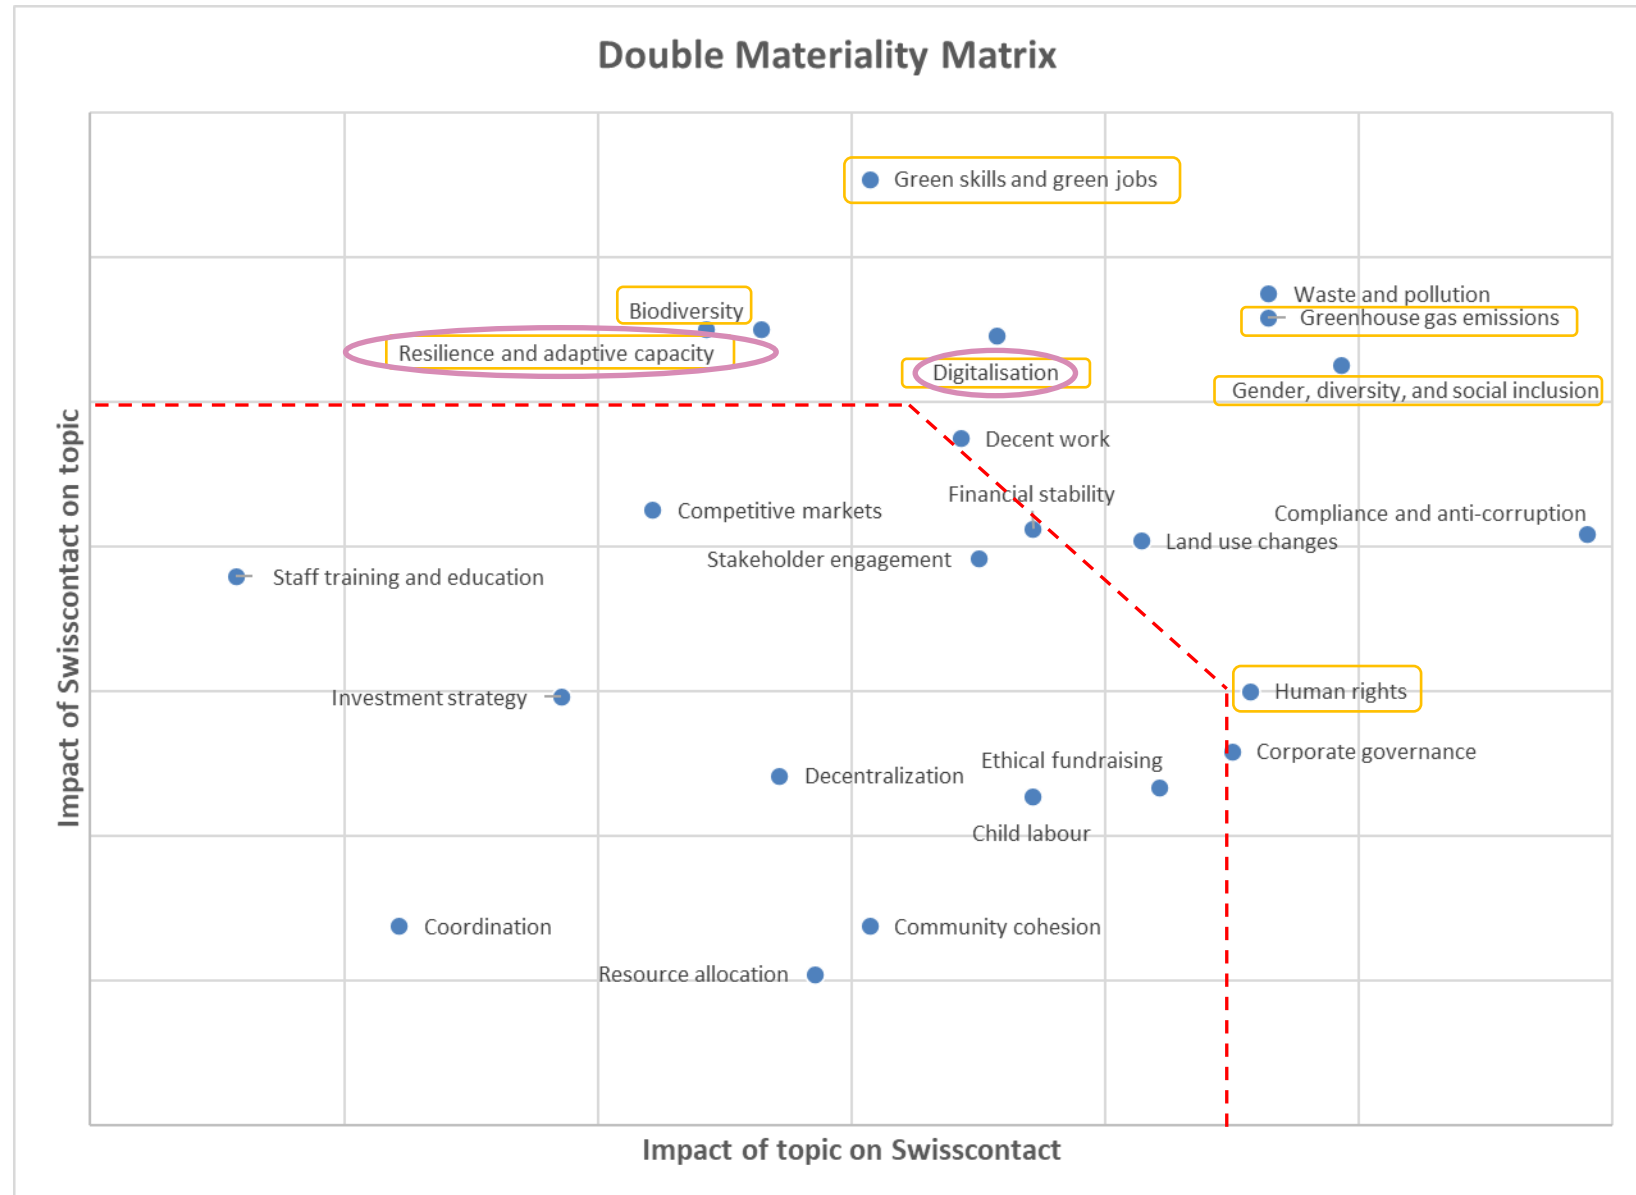 Double Materiality Matrix
Green skills and green jobs
Waste and pollution
Biodiversity
Greenhouse gas emissions
Resilience and adaptive capacity
Digitalisation
Gender, diversity, and social inclusion
Decent work
Financial stability
Competitive markets
Compliance and anti-corruption
Land use changes
Stakeholder engagement
Staff training and education
Impact of Swisscontact on topic
Human rights
Investment strategy
Corporate governance
Ethical fundraising
Decentralization
Child labour
Coordination
Community cohesion
Resource allocation
Impact of topic on Swisscontact